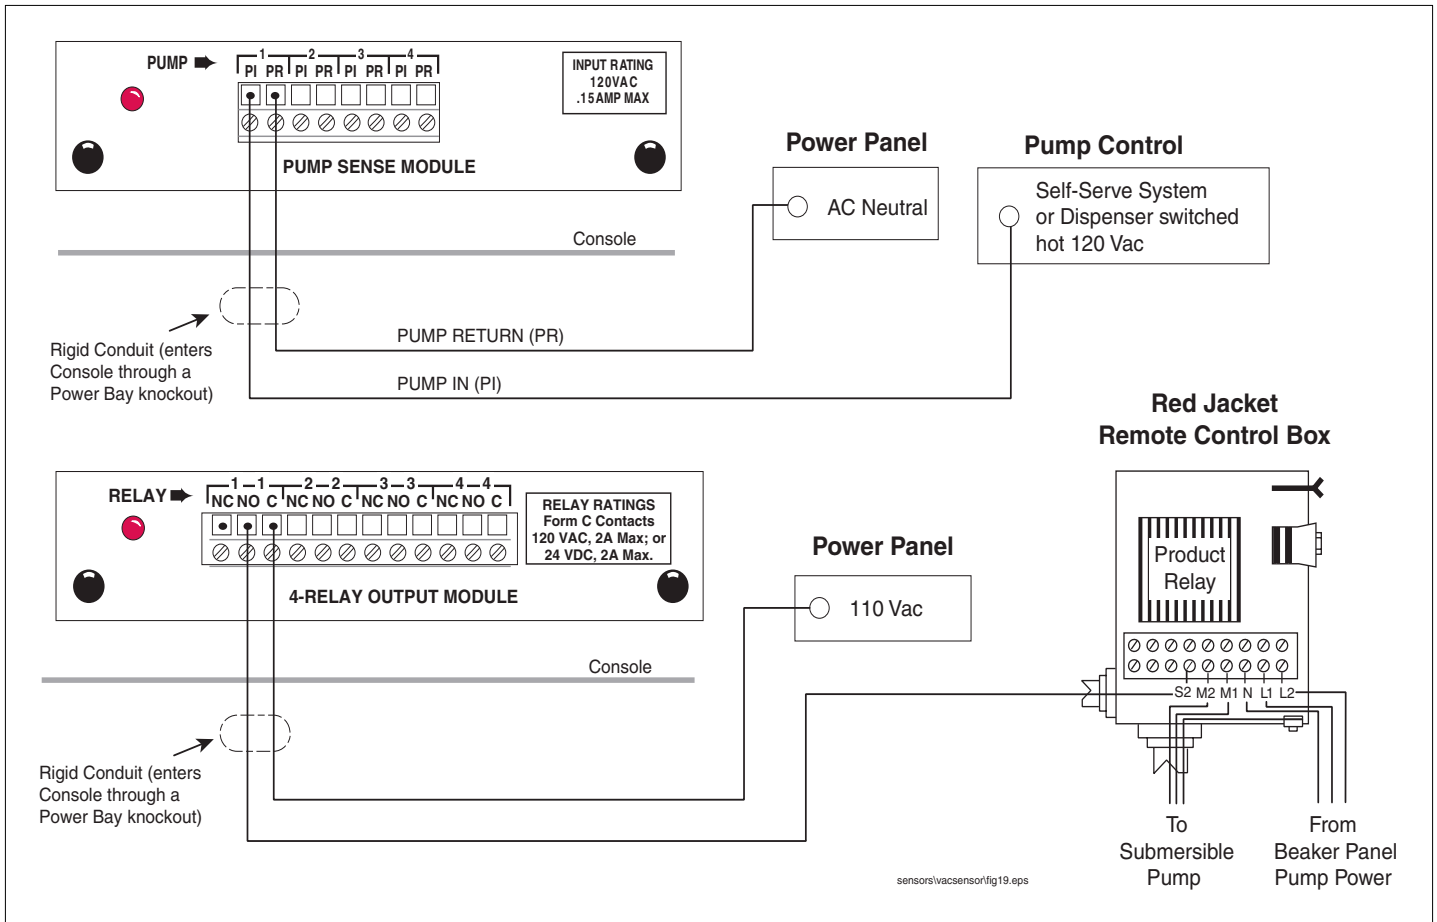 PUMP
1 2 3 4
PI PR PI PR PI PR PI PR
INPUT RATING
120VAC
.15AMP MAX
PUMP SENSE MODULE
Console
Power Panel
AC Neutral
Pump Control
Self-Serve System
or Dispenser switched
hot 120 Vac
Rigid Conduit (enters
Console through a
Power Bay knockout)
PUMP RETURN (PR)
PUMP IN (PI)
RELAY
1 1 2 2 3 3 4 4
NC NO C NC NO C NC NO C NC NO C
RELAY RATINGS
Form C Contacts
120 VAC, 2A Max; or
24 VDC, 2A Max.
4-RELAY OUTPUT MODULE
Console
Power Panel
110 Vac
Rigid Conduit (enters
Console through a
Power Bay knockout)
Red Jacket
Remote Control Box
Product
Relay
S2 M2 M1 N L1 L2
To
Submersible
Pump
From
Beaker Panel
Pump Power
sensors\vacsensor\fig19.eps